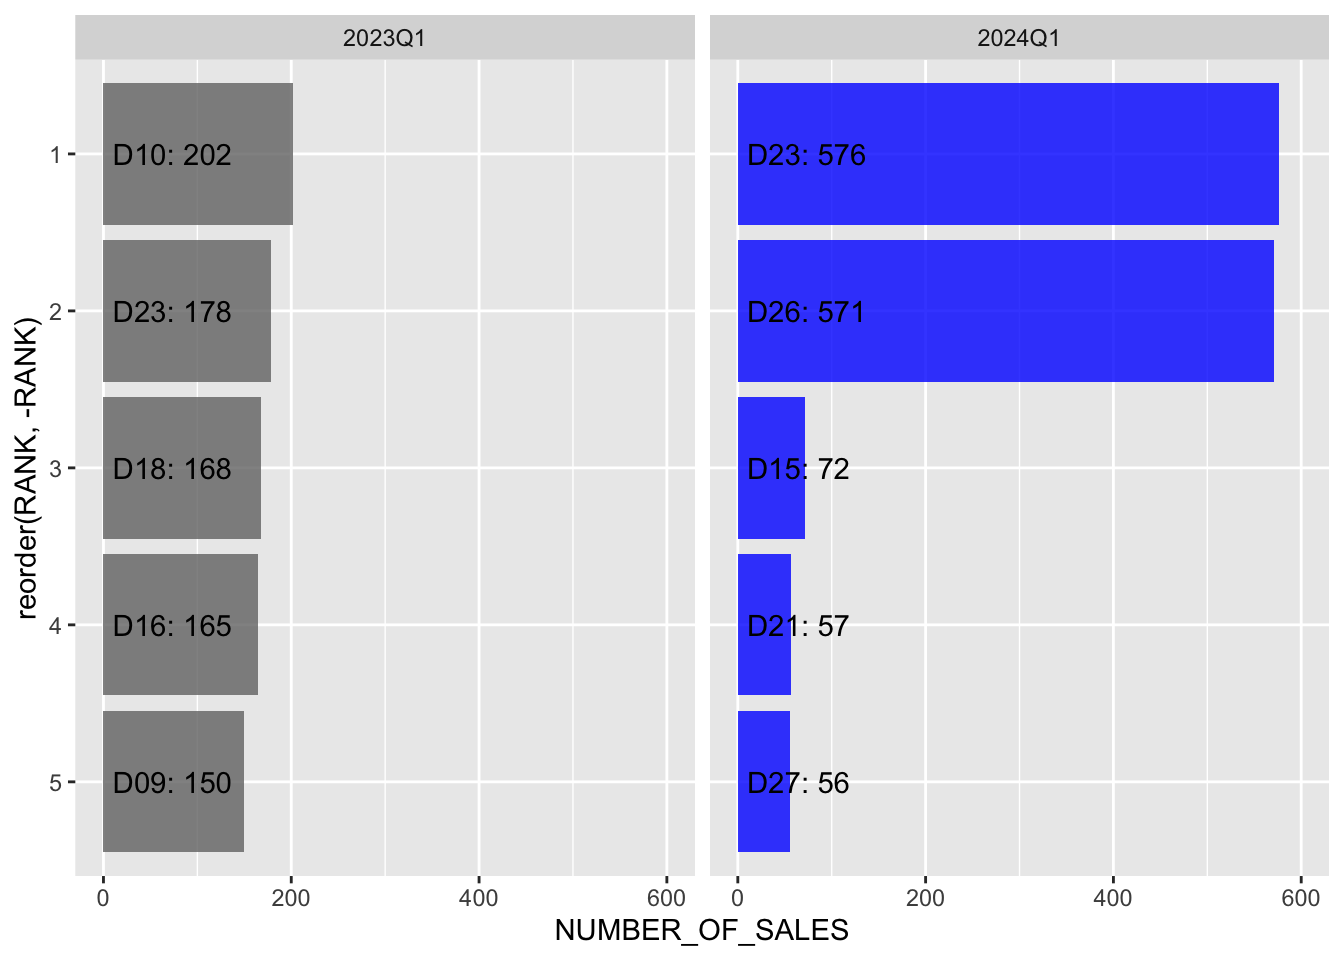 2023Q1
2024Q1
reorder(RANK, -RANK)
1
2
3
4
5
D10: 202
D23: 178
D18: 168
D16: 165
D09: 150
D23: 576
D26: 571
D15: 72
D21: 57
D27: 56
0 200 400 600
0 200 400 600
NUMBER_OF_SALES